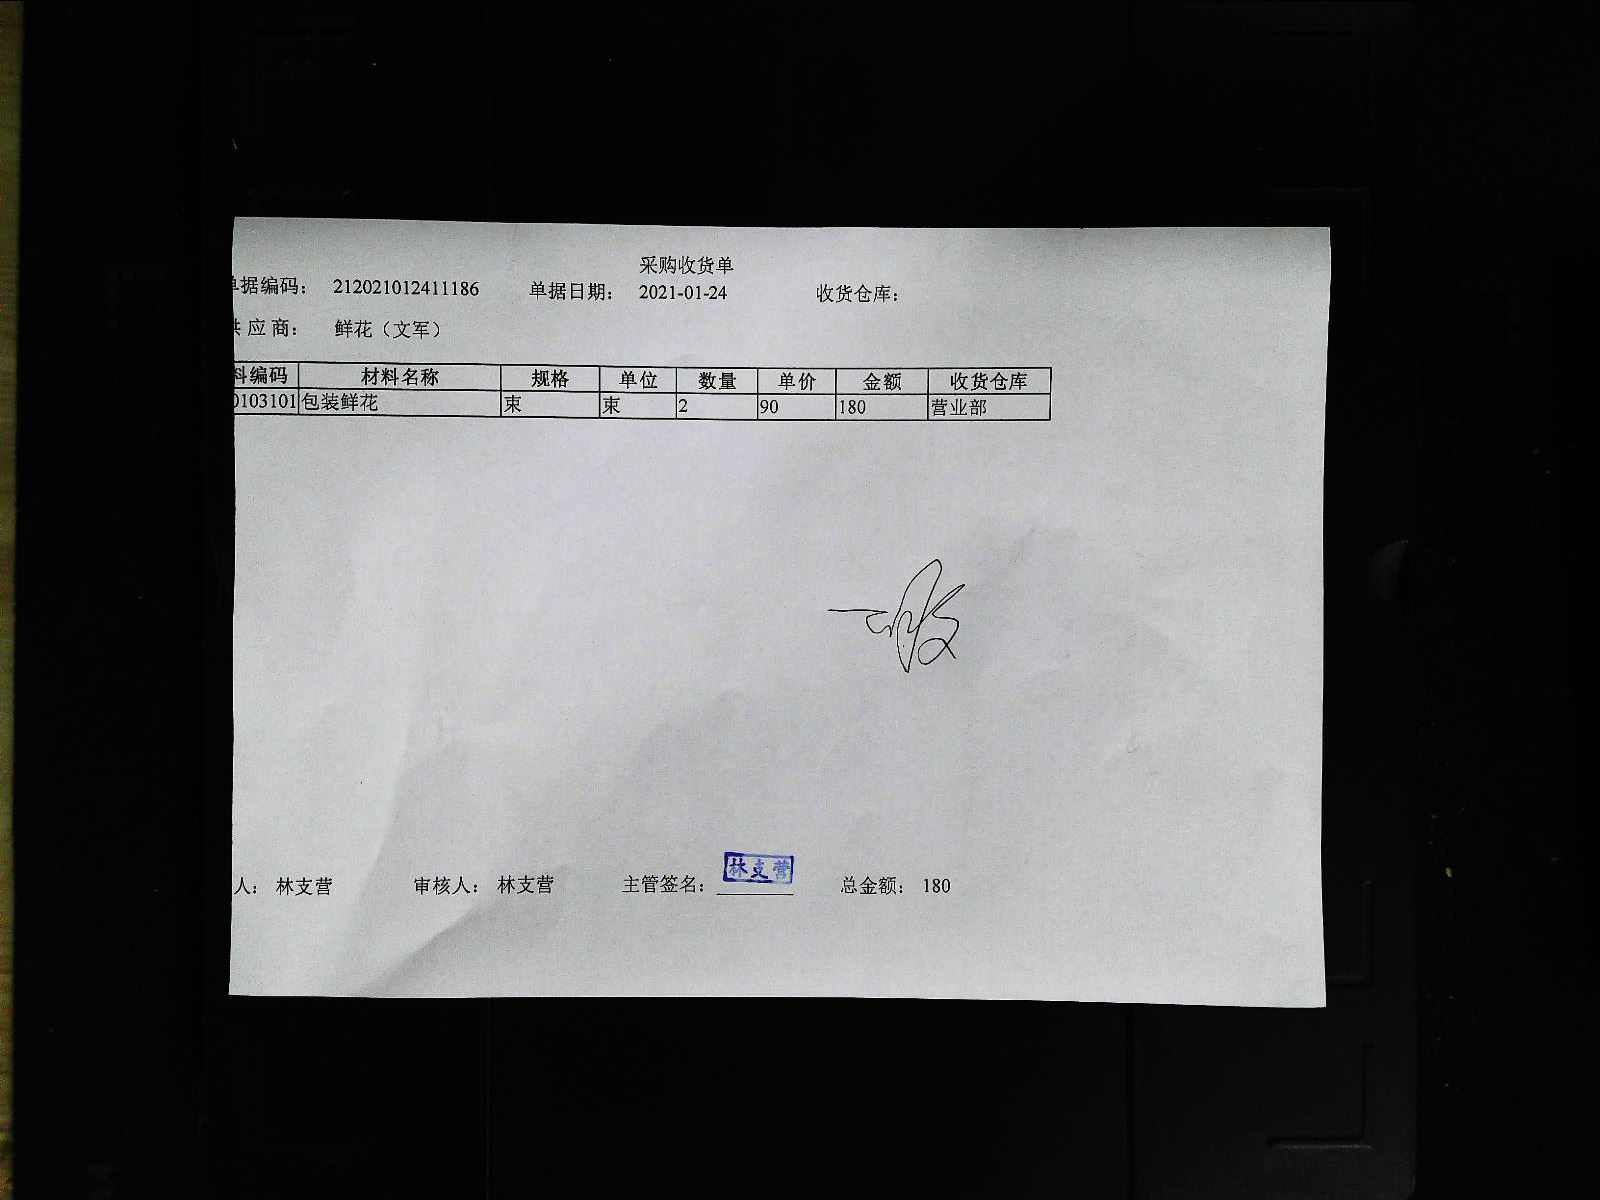 采购收货单
单据编码： 212021012411186 单据日期： 2021-01-24 收货仓库：
供 应 商： 鲜花（文军）
料编码 材料名称 规格 单位 数量 单价 金额 收货仓库
0103101 包装鲜花 束 束 2 90 180 营业部
人： 林支营 审核人： 林支营 主管签名： 林支营 总金额： 180